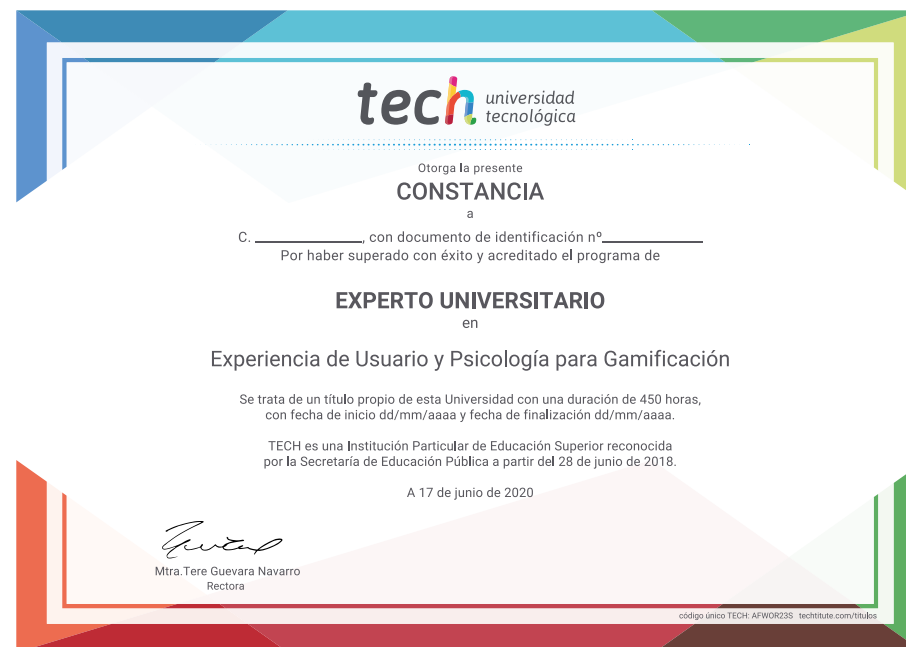 tech universidad
tecnológica
Otorga la presente
CONSTANCIA
a
C. ____________, con documento de identificación nº____________
Por haber superado con éxito y acreditado el programa de
EXPERTO UNIVERSITARIO
en
Experiencia de Usuario y Psicología para Gamificación
Se trata de un título propio de esta Universidad con una duración de 450 horas,
con fecha de inicio dd/mm/aaaa y fecha de finalización dd/mm/aaaa.
TECH es una Institución Particular de Educación Superior reconocida
por la Secretaría de Educación Pública a partir del 28 de junio de 2018.
A 17 de junio de 2020
Mtra.Tere Guevara Navarro
Rectora
código único TECH: AFWOR23S techtitute.com/titulos